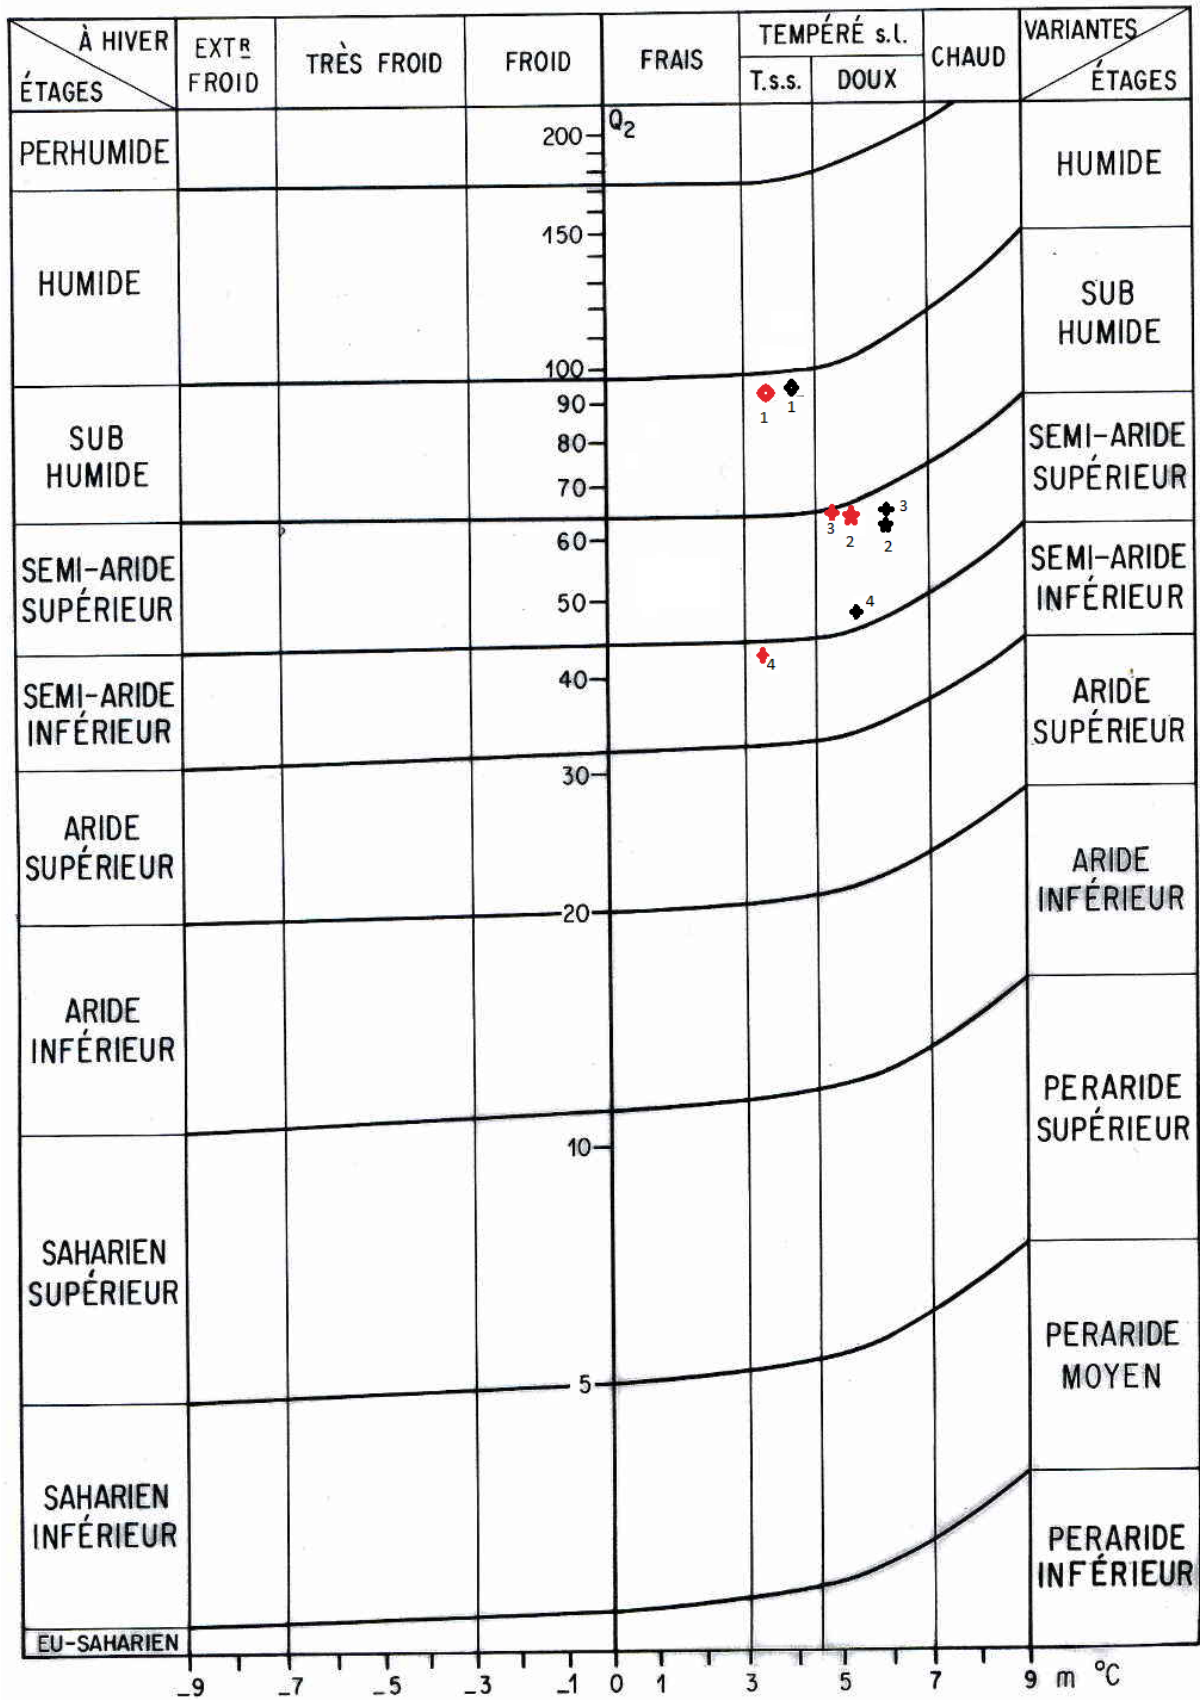 À HIVER
ÉTAGES
EXTR
FROID
TRÈS FROID
FROID
FRAIS
TEMPÉRÉ s.l.
T.s.s.
DOUX
CHAUD
VARIANTES
ÉTAGES
PERHUMIDE
HUMIDE
SUB
HUMIDE
SEMI-ARIDE
SUPÉRIEUR
SEMI-ARIDE
INFÉRIEUR
ARIDE
SUPÉRIEUR
ARIDE
INFÉRIEUR
SAHARIEN
SUPÉRIEUR
SAHARIEN
INFÉRIEUR
EU-SAHARIEN
Q2
200
150
100
90
80
70
60
50
40
30
20
10
5
1
1
3
2
3
2
4
4
HUMIDE
SUB
HUMIDE
SEMI-ARIDE
SUPÉRIEUR
SEMI-ARIDE
INFÉRIEUR
ARIDE
SUPÉRIEUR
ARIDE
INFÉRIEUR
PERARIDE
SUPÉRIEUR
PERARIDE
MOYEN
PERARIDE
INFÉRIEUR
-9 -7 -5 -3 -1 0 1 3 5 7 9 m °C